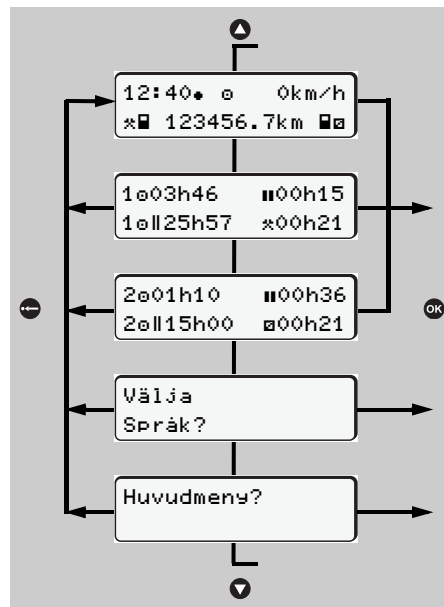 12:40 ● ⊙ 0km/h
123456.7km
1⊙03h46 ॥00h15
1⊙॥25h57 00h21
2⊙01h10 ॥00h36
2⊙॥15h00 00h21
OK
Välja
Språk?
Huvudmeny?